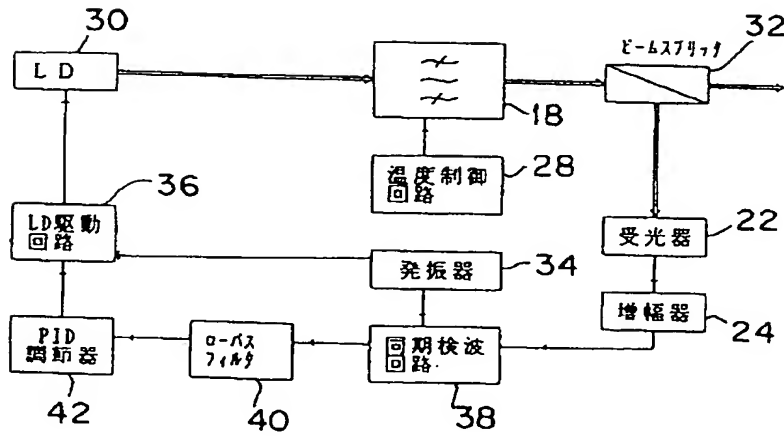 30
LD
ビームスプリッタ
32
18
温度制御
回路
28
36
LD駆動
回路
受光器
22
発振器
34
増幅器
24
PID
調節器
42
ローパス
フィルタ
40
同期検波
回路
38